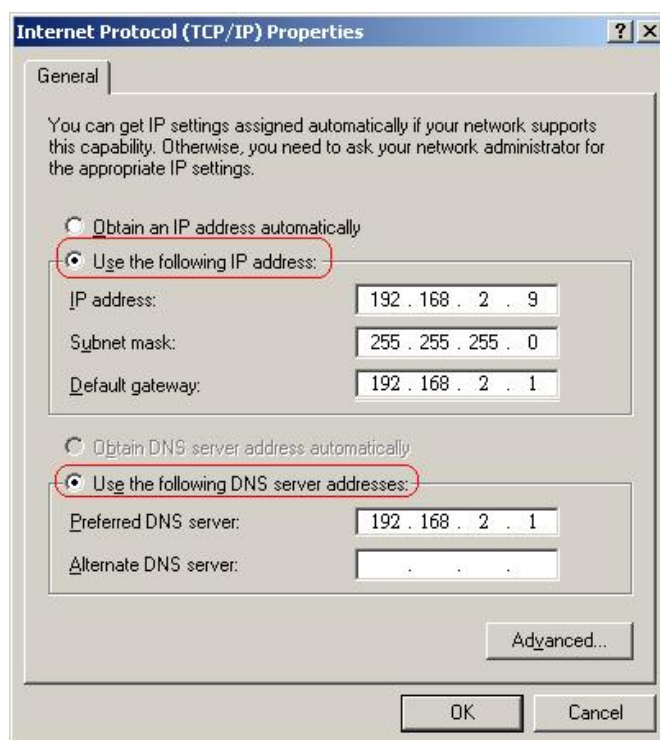 Internet Protocol (TCP/IP) Properties
General
You can get IP settings assigned automatically if your network supports
this capability. Otherwise, you need to ask your network administrator for
the appropriate IP settings.
Obtain an IP address automatically
Use the following IP address:
IP address: 192 . 168 . 2 . 9
Subnet mask: 255 . 255 . 255 . 0
Default gateway: 192 . 168 . 2 . 1
Obtain DNS server address automatically
Use the following DNS server addresses:
Preferred DNS server: 192 . 168 . 2 . 1
Alternate DNS server: . . .
Advanced...
OK Cancel